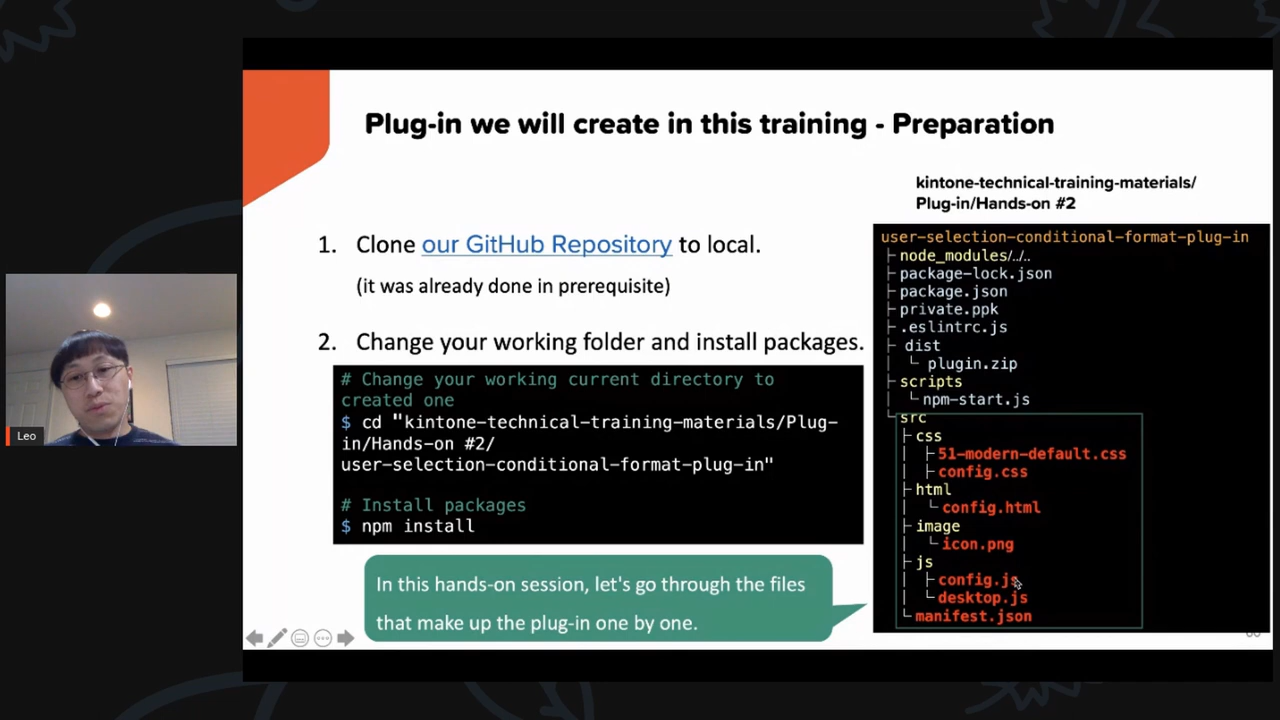 Plug-in we will create in this training - Preparation
kintone-technical-training-materials/
Plug-in/Hands-on #2
1. Clone our GitHub Repository to local.
(it was already done in prerequisite)
2. Change your working folder and install packages.
# Change your working current directory to
created one
$ cd "kintone-technical-training-materials/Plug-
in/Hands-on #2/
user-selection-conditional-format-plug-in"
# Install packages
$ npm install
In this hands-on session, let's go through the files
that make up the plug-in one by one.
user-selection-conditional-format-plug-in
├ node_modules/../..
├ package-lock.json
├ package.json
├ private.ppk
├ .eslintrc.js
├ dist
│ └ plugin.zip
├ scripts
│ └ npm-start.js
└ src
├ css
│ ├ 51-modern-default.css
│ ├ config.css
├ html
│ └ config.html
├ image
│ └ icon.png
├ js
│ ├ config.js
│ └ desktop.js
└ manifest.json
Leo